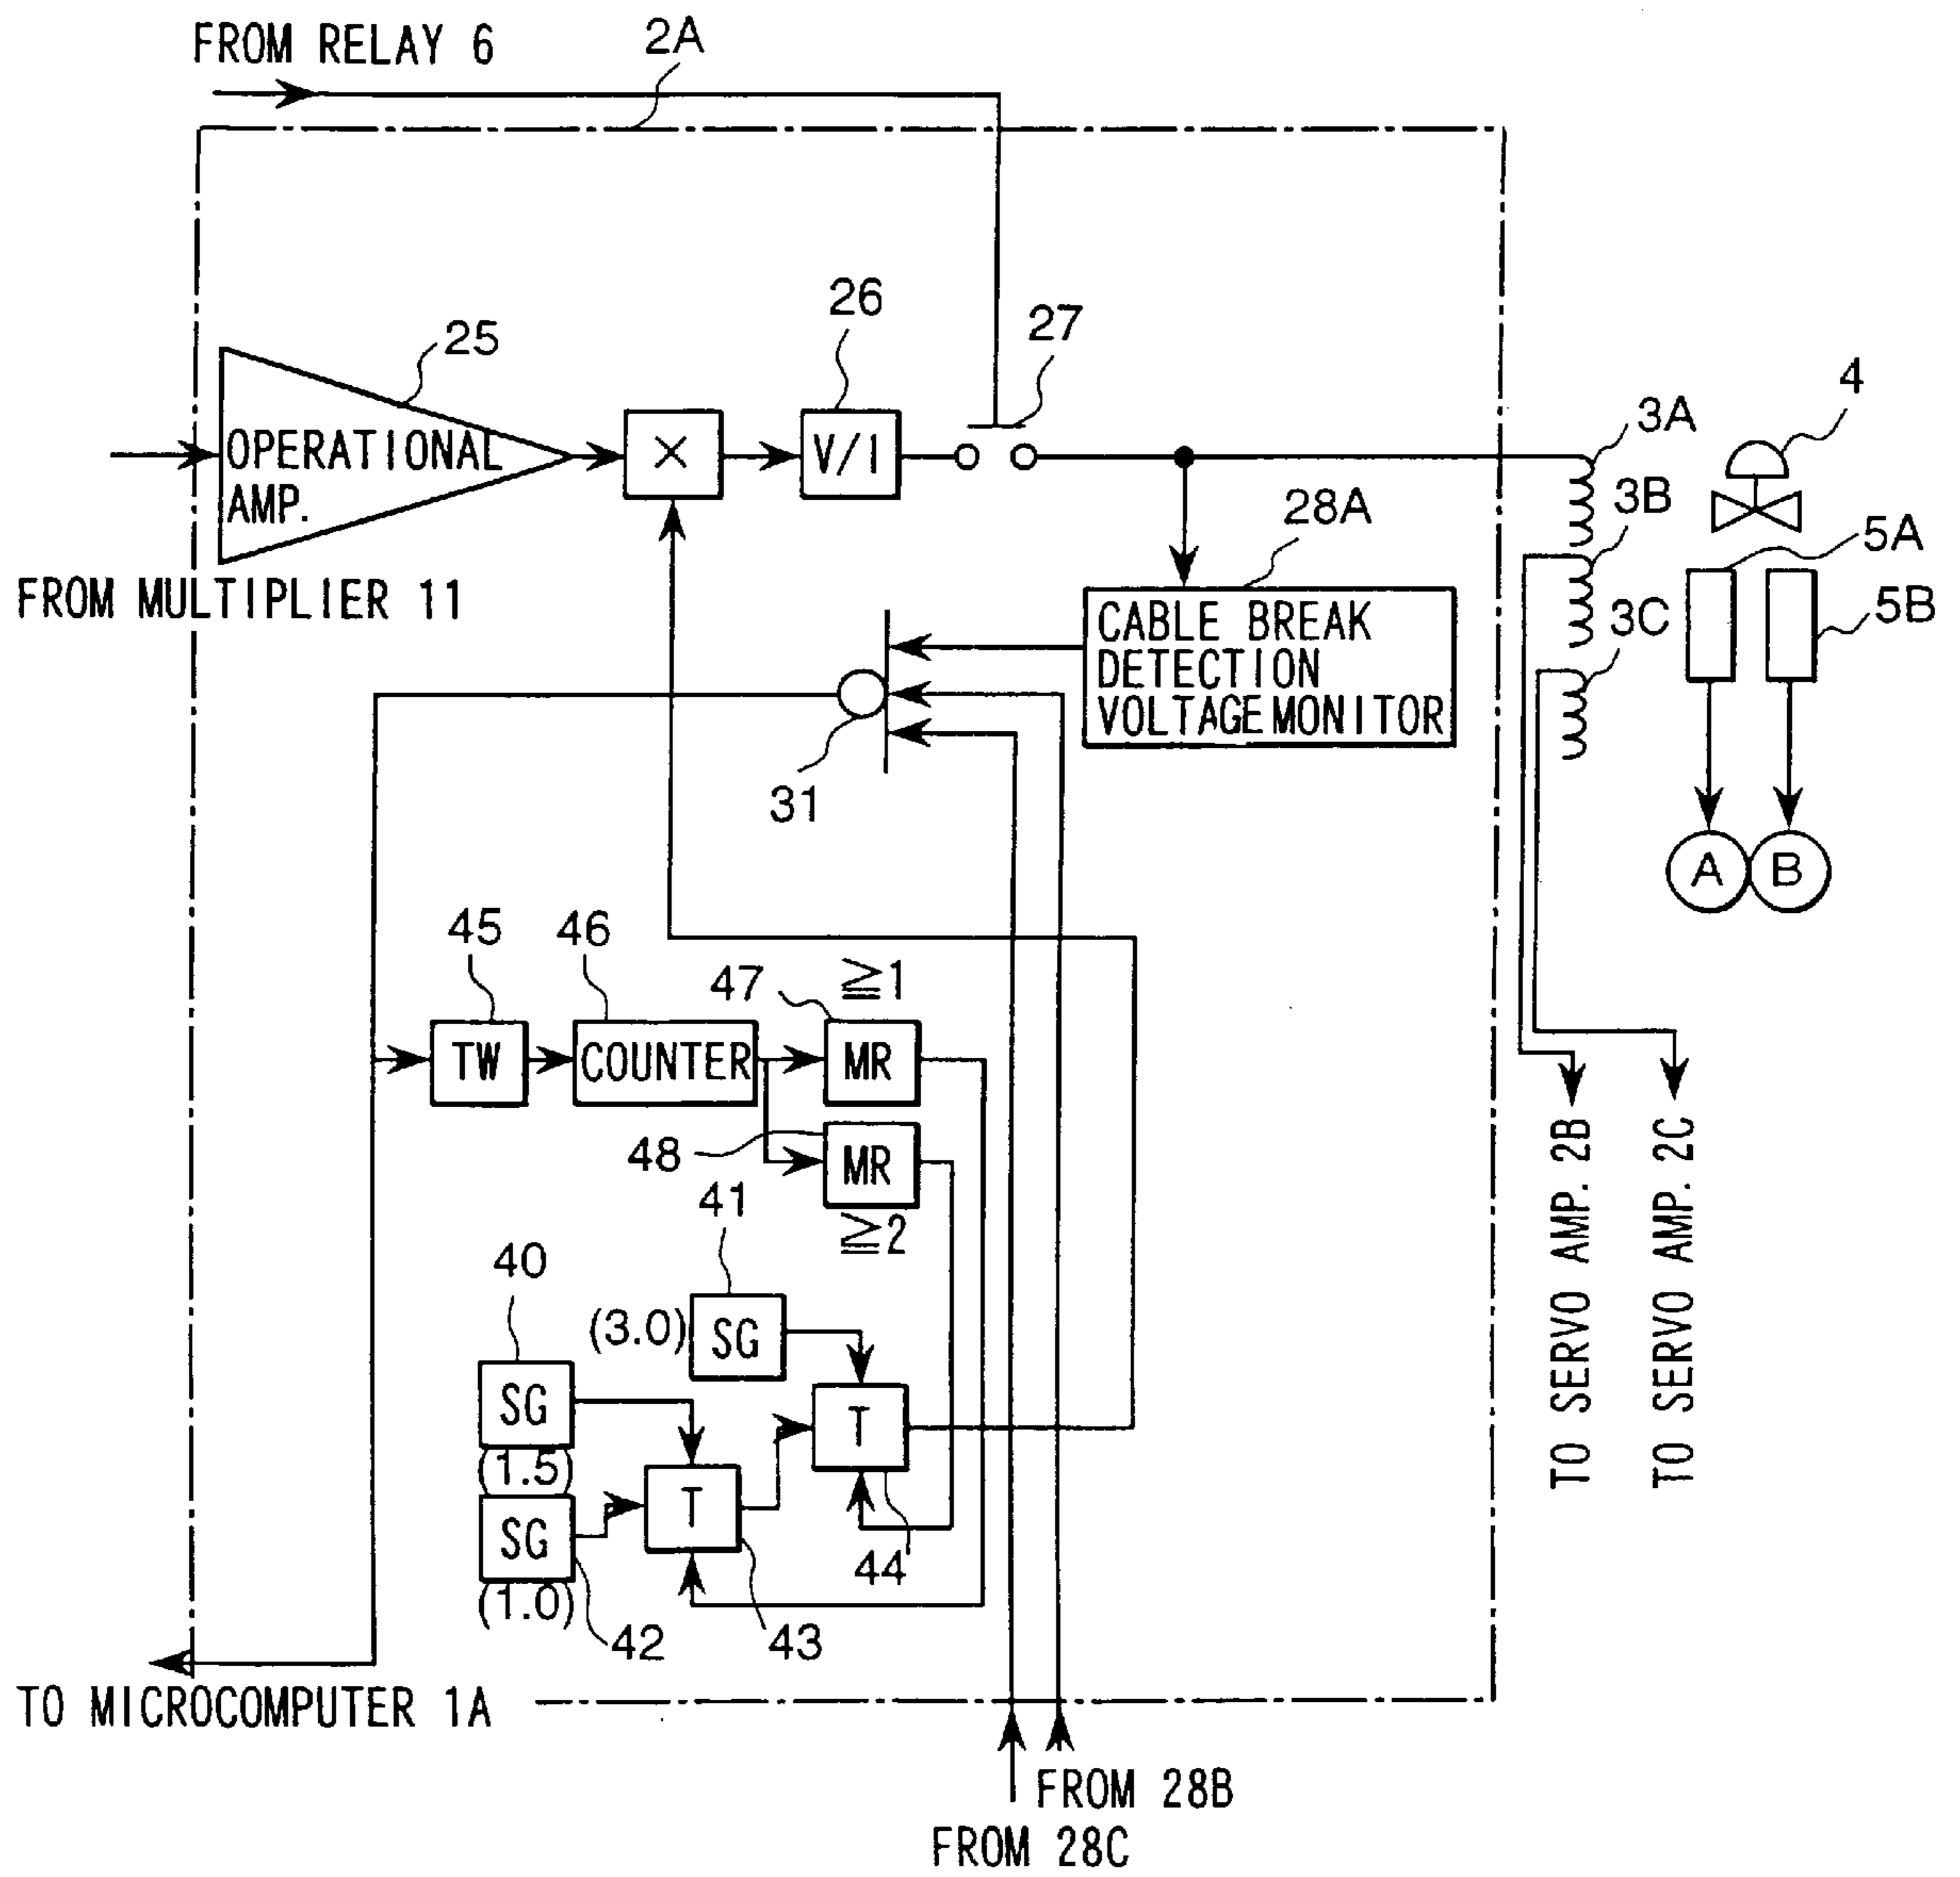 FROM RELAY 6
2A
26
27
25
4
3A
OPERATIONAL
AMP.
×
V/I
3B
28A
5A
FROM MULTIPLIER 11
CABLE BREAK
DETECTION
VOLTAGE MONITOR
3C
5B
31
A
B
45
46
47
≧1
TW
COUNTER
MR
48
MR
≧2
41
40
(3.0)
SG
SG
(1.5)
T
T
SG
(1.0)
44
42
43
TO SERVO AMP. 2B
TO SERVO AMP. 2C
TO MICROCOMPUTER 1A
FROM 28B
FROM 28C